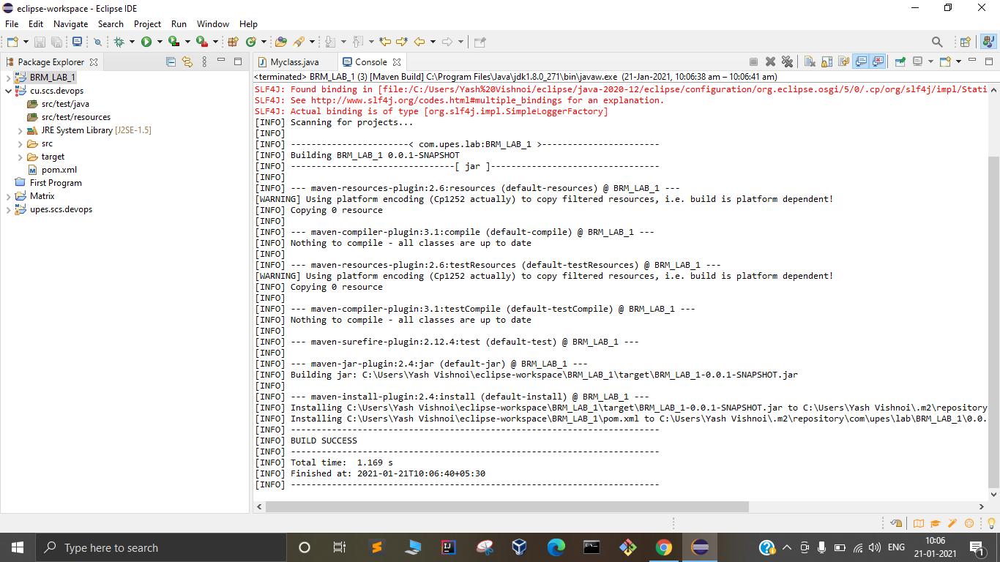 eclipse-workspace - Eclipse IDE
File Edit Navigate Search Project Run Window Help
Package Explorer
BRM_LAB_1
cu.scs.devops
src/test/java
src/test/resources
JRE System Library [J2SE-1.5]
src
target
pom.xml
First Program
Matrix
upes.scs.devops
Myclass.java
Console
<terminated> BRM_LAB_1 (3) [Maven Build] C:\Program Files\Java\jdk1.8.0_271\bin\javaw.exe (21-Jan-2021, 10:06:38 am – 10:06:41 am)
SLF4J: Found binding in [file:/C:/Users/Yash%20Vishnoi/eclipse/java-2020-12/eclipse/configuration/org.eclipse.osgi/5/0/.cp/org/slf4j/impl/Stati
SLF4J: See http://www.slf4j.org/codes.html#multiple_bindings for an explanation.
SLF4J: Actual binding is of type [org.slf4j.impl.SimpleLoggerFactory]
[INFO] Scanning for projects...
[INFO]
[INFO] -----------------------< com.upes.lab:BRM_LAB_1 >-----------------------
[INFO] Building BRM_LAB_1 0.0.1-SNAPSHOT
[INFO] --------------------------------[ jar ]---------------------------------
[INFO]
[INFO] --- maven-resources-plugin:2.6:resources (default-resources) @ BRM_LAB_1 ---
[WARNING] Using platform encoding (Cp1252 actually) to copy filtered resources, i.e. build is platform dependent!
[INFO] Copying 0 resource
[INFO]
[INFO] --- maven-compiler-plugin:3.1:compile (default-compile) @ BRM_LAB_1 ---
[INFO] Nothing to compile - all classes are up to date
[INFO]
[INFO] --- maven-resources-plugin:2.6:testResources (default-testResources) @ BRM_LAB_1 ---
[WARNING] Using platform encoding (Cp1252 actually) to copy filtered resources, i.e. build is platform dependent!
[INFO] Copying 0 resource
[INFO]
[INFO] --- maven-compiler-plugin:3.1:testCompile (default-testCompile) @ BRM_LAB_1 ---
[INFO] Nothing to compile - all classes are up to date
[INFO]
[INFO] --- maven-surefire-plugin:2.12.4:test (default-test) @ BRM_LAB_1 ---
[INFO]
[INFO] --- maven-jar-plugin:2.4:jar (default-jar) @ BRM_LAB_1 ---
[INFO] Building jar: C:\Users\Yash Vishnoi\eclipse-workspace\BRM_LAB_1\target\BRM_LAB_1-0.0.1-SNAPSHOT.jar
[INFO]
[INFO] --- maven-install-plugin:2.4:install (default-install) @ BRM_LAB_1 ---
[INFO] Installing C:\Users\Yash Vishnoi\eclipse-workspace\BRM_LAB_1\target\BRM_LAB_1-0.0.1-SNAPSHOT.jar to C:\Users\Yash Vishnoi\.m2\repository
[INFO] Installing C:\Users\Yash Vishnoi\eclipse-workspace\BRM_LAB_1\pom.xml to C:\Users\Yash Vishnoi\.m2\repository\com\upes\lab\BRM_LAB_1\0.0.
[INFO] ------------------------------------------------------------------------
[INFO] BUILD SUCCESS
[INFO] ------------------------------------------------------------------------
[INFO] Total time:  1.169 s
[INFO] Finished at: 2021-01-21T10:06:40+05:30
[INFO] ------------------------------------------------------------------------
Type here to search
ENG
10:06
21-01-2021
1